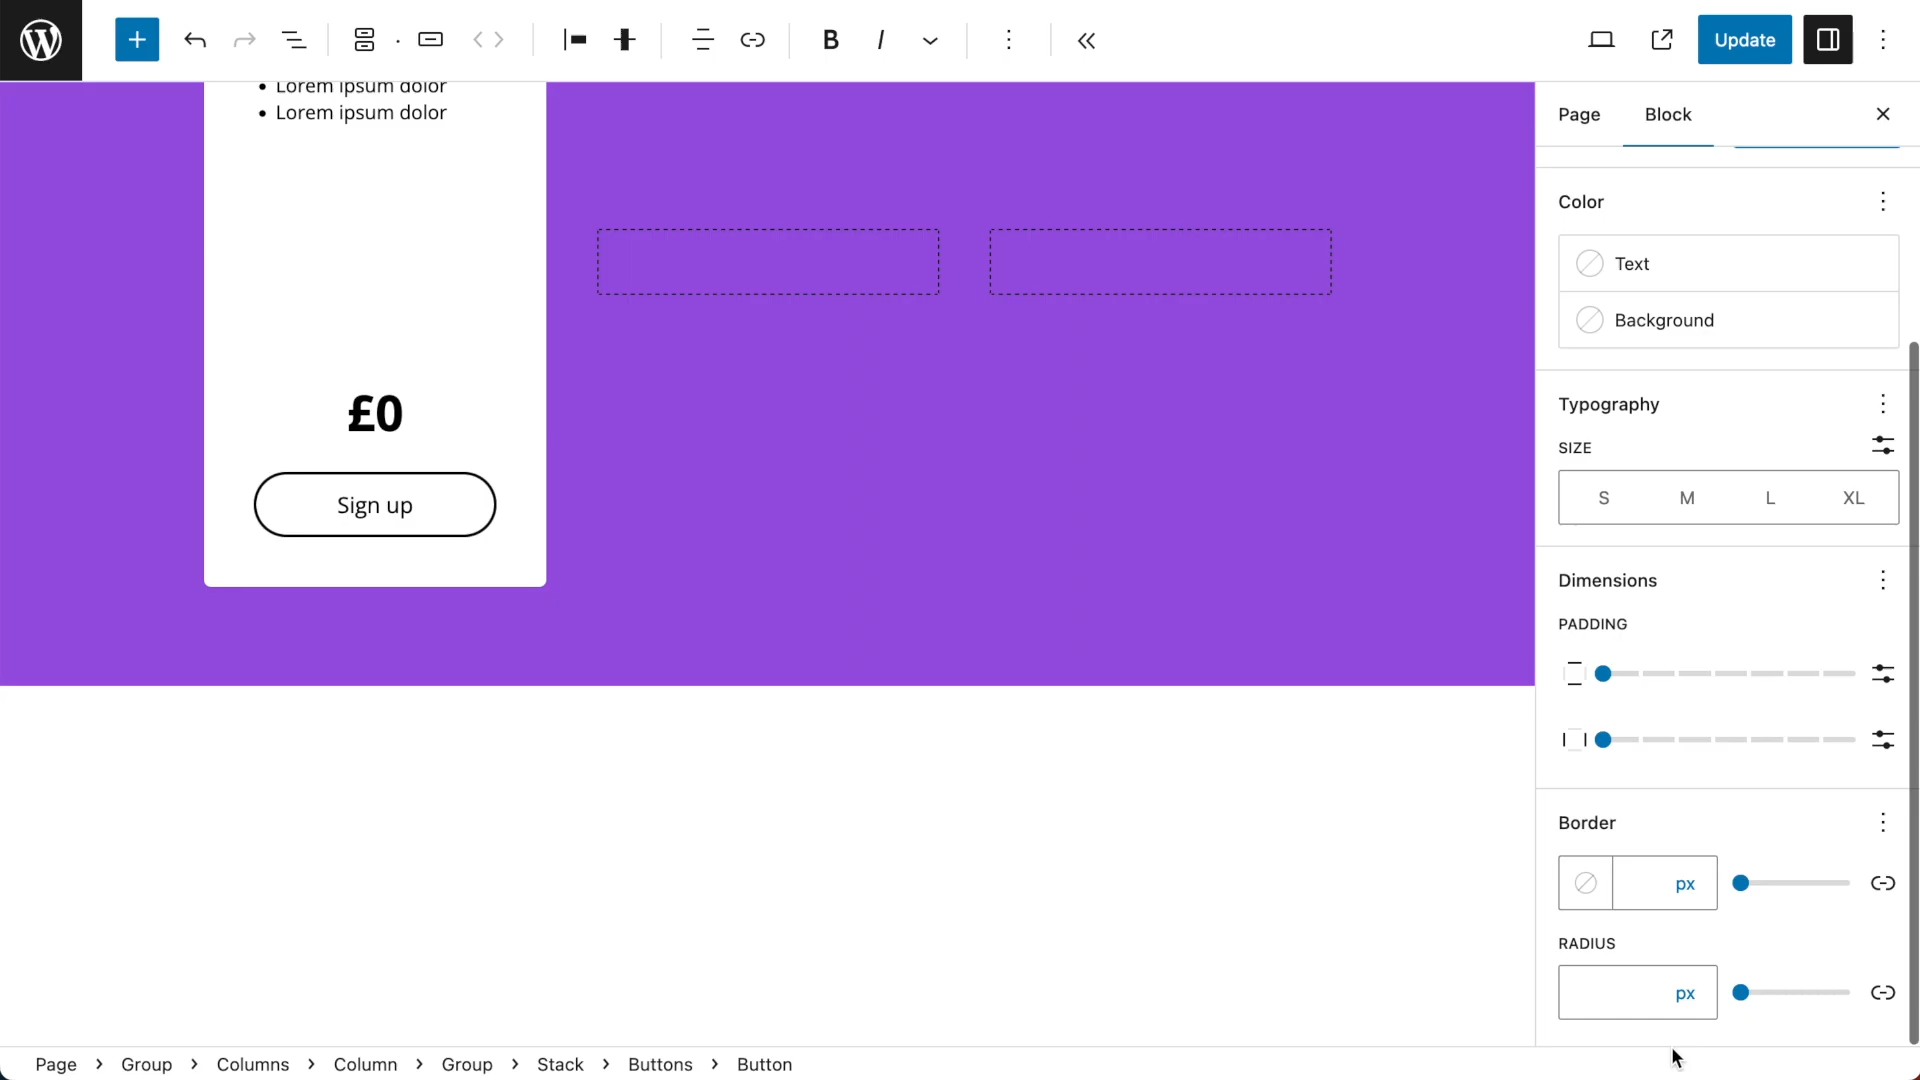 B I
Update
Lorem ipsum dolor
Lorem ipsum dolor
£0
Sign up
Page Block
Color
Text
Background
Typography
SIZE
S M L XL
Dimensions
PADDING
Border
px
RADIUS
px
Page › Group › Columns › Column › Group › Stack › Buttons › Button